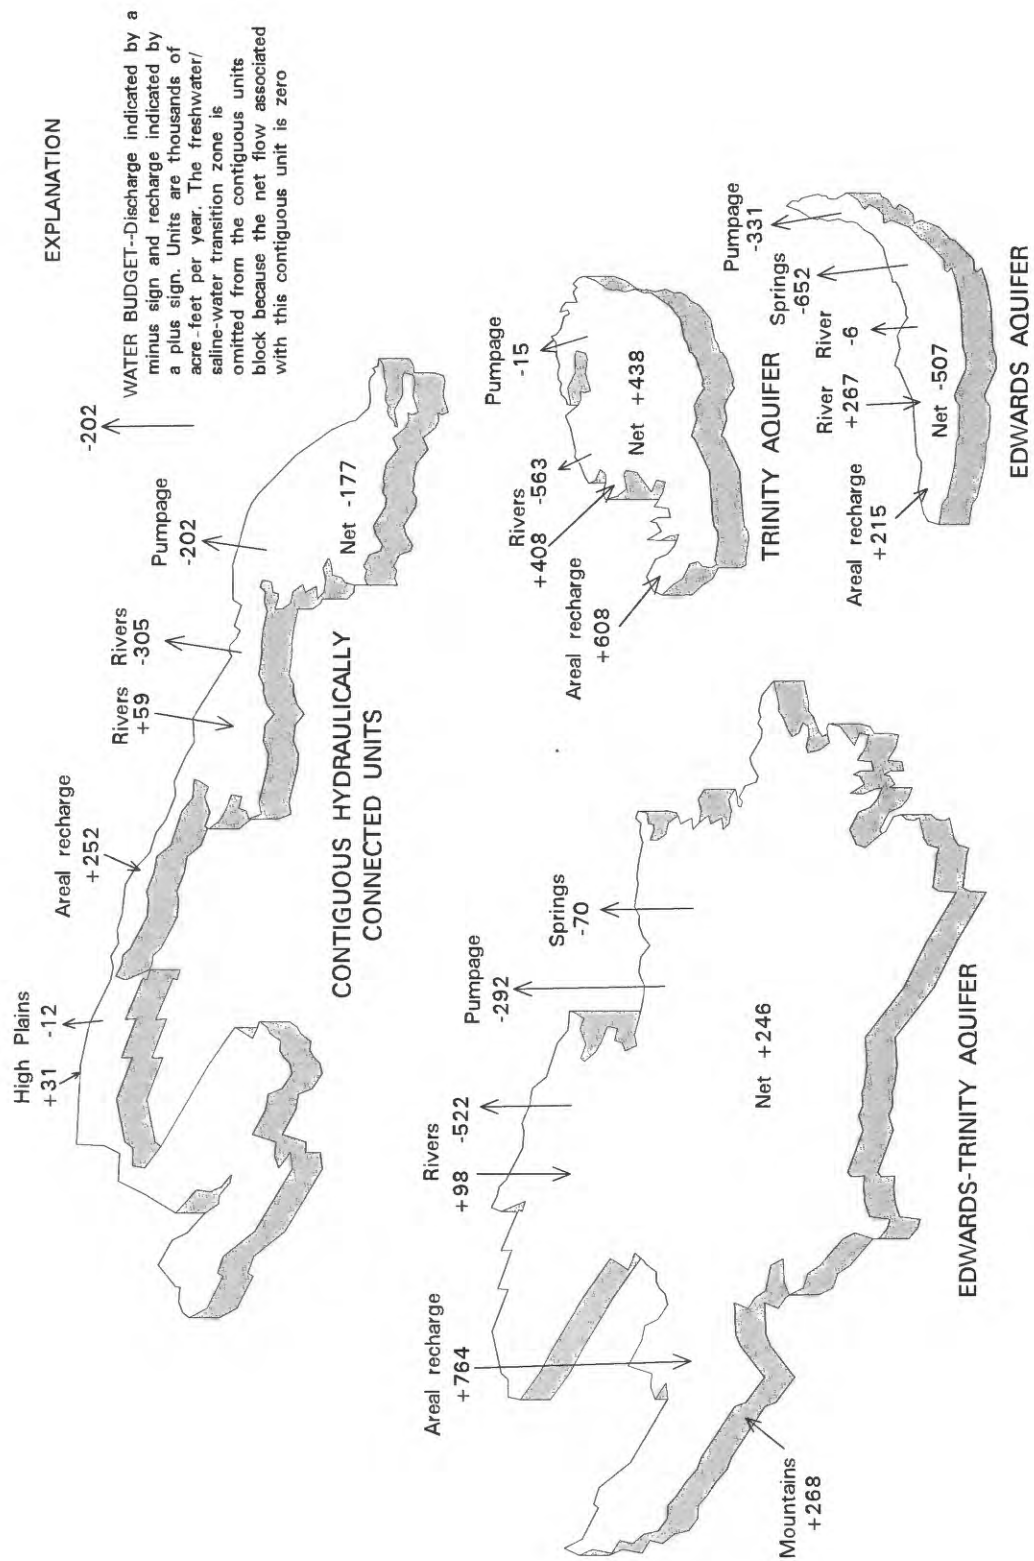 EXPLANATION
-202
WATER BUDGET--Discharge indicated by a
minus sign and recharge indicated by
a plus sign. Units are thousands of
acre-feet per year. The freshwater/
saline-water transition zone is
omitted from the contiguous units
block because the net flow associated
with this contiguous unit is zero
High Plains
+31 -12
Areal recharge
+252
Rivers
+59
Rivers
-305
Pumpage
-202
Net -177
CONTIGUOUS HYDRAULICALLY
CONNECTED UNITS
Areal recharge
+764
Rivers
+98 -522
Pumpage
-292
Springs
-70
Net +246
Mountains
+268
EDWARDS-TRINITY AQUIFER
Areal recharge
+608
Rivers
+408 -563
Pumpage
-15
Net +438
TRINITY AQUIFER
Areal recharge
+215
River
+267
River
-6
Springs
-652
Pumpage
-331
Net -507
EDWARDS AQUIFER